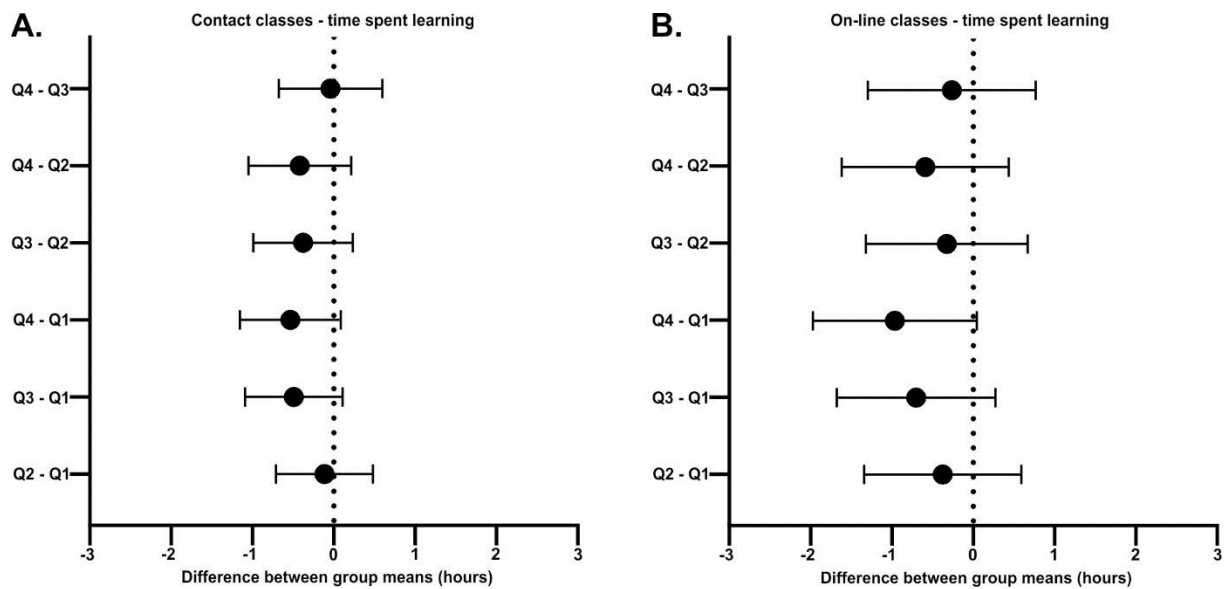 A.
Contact classes - time spent learning
Q4 - Q3
Q4 - Q2
Q3 - Q2
Q4 - Q1
Q3 - Q1
Q2 - Q1
-3 -2 -1 0 1 2 3
Difference between group means (hours)
B.
On-line classes - time spent learning
Q4 - Q3
Q4 - Q2
Q3 - Q2
Q4 - Q1
Q3 - Q1
Q2 - Q1
-3 -2 -1 0 1 2 3
Difference between group means (hours)